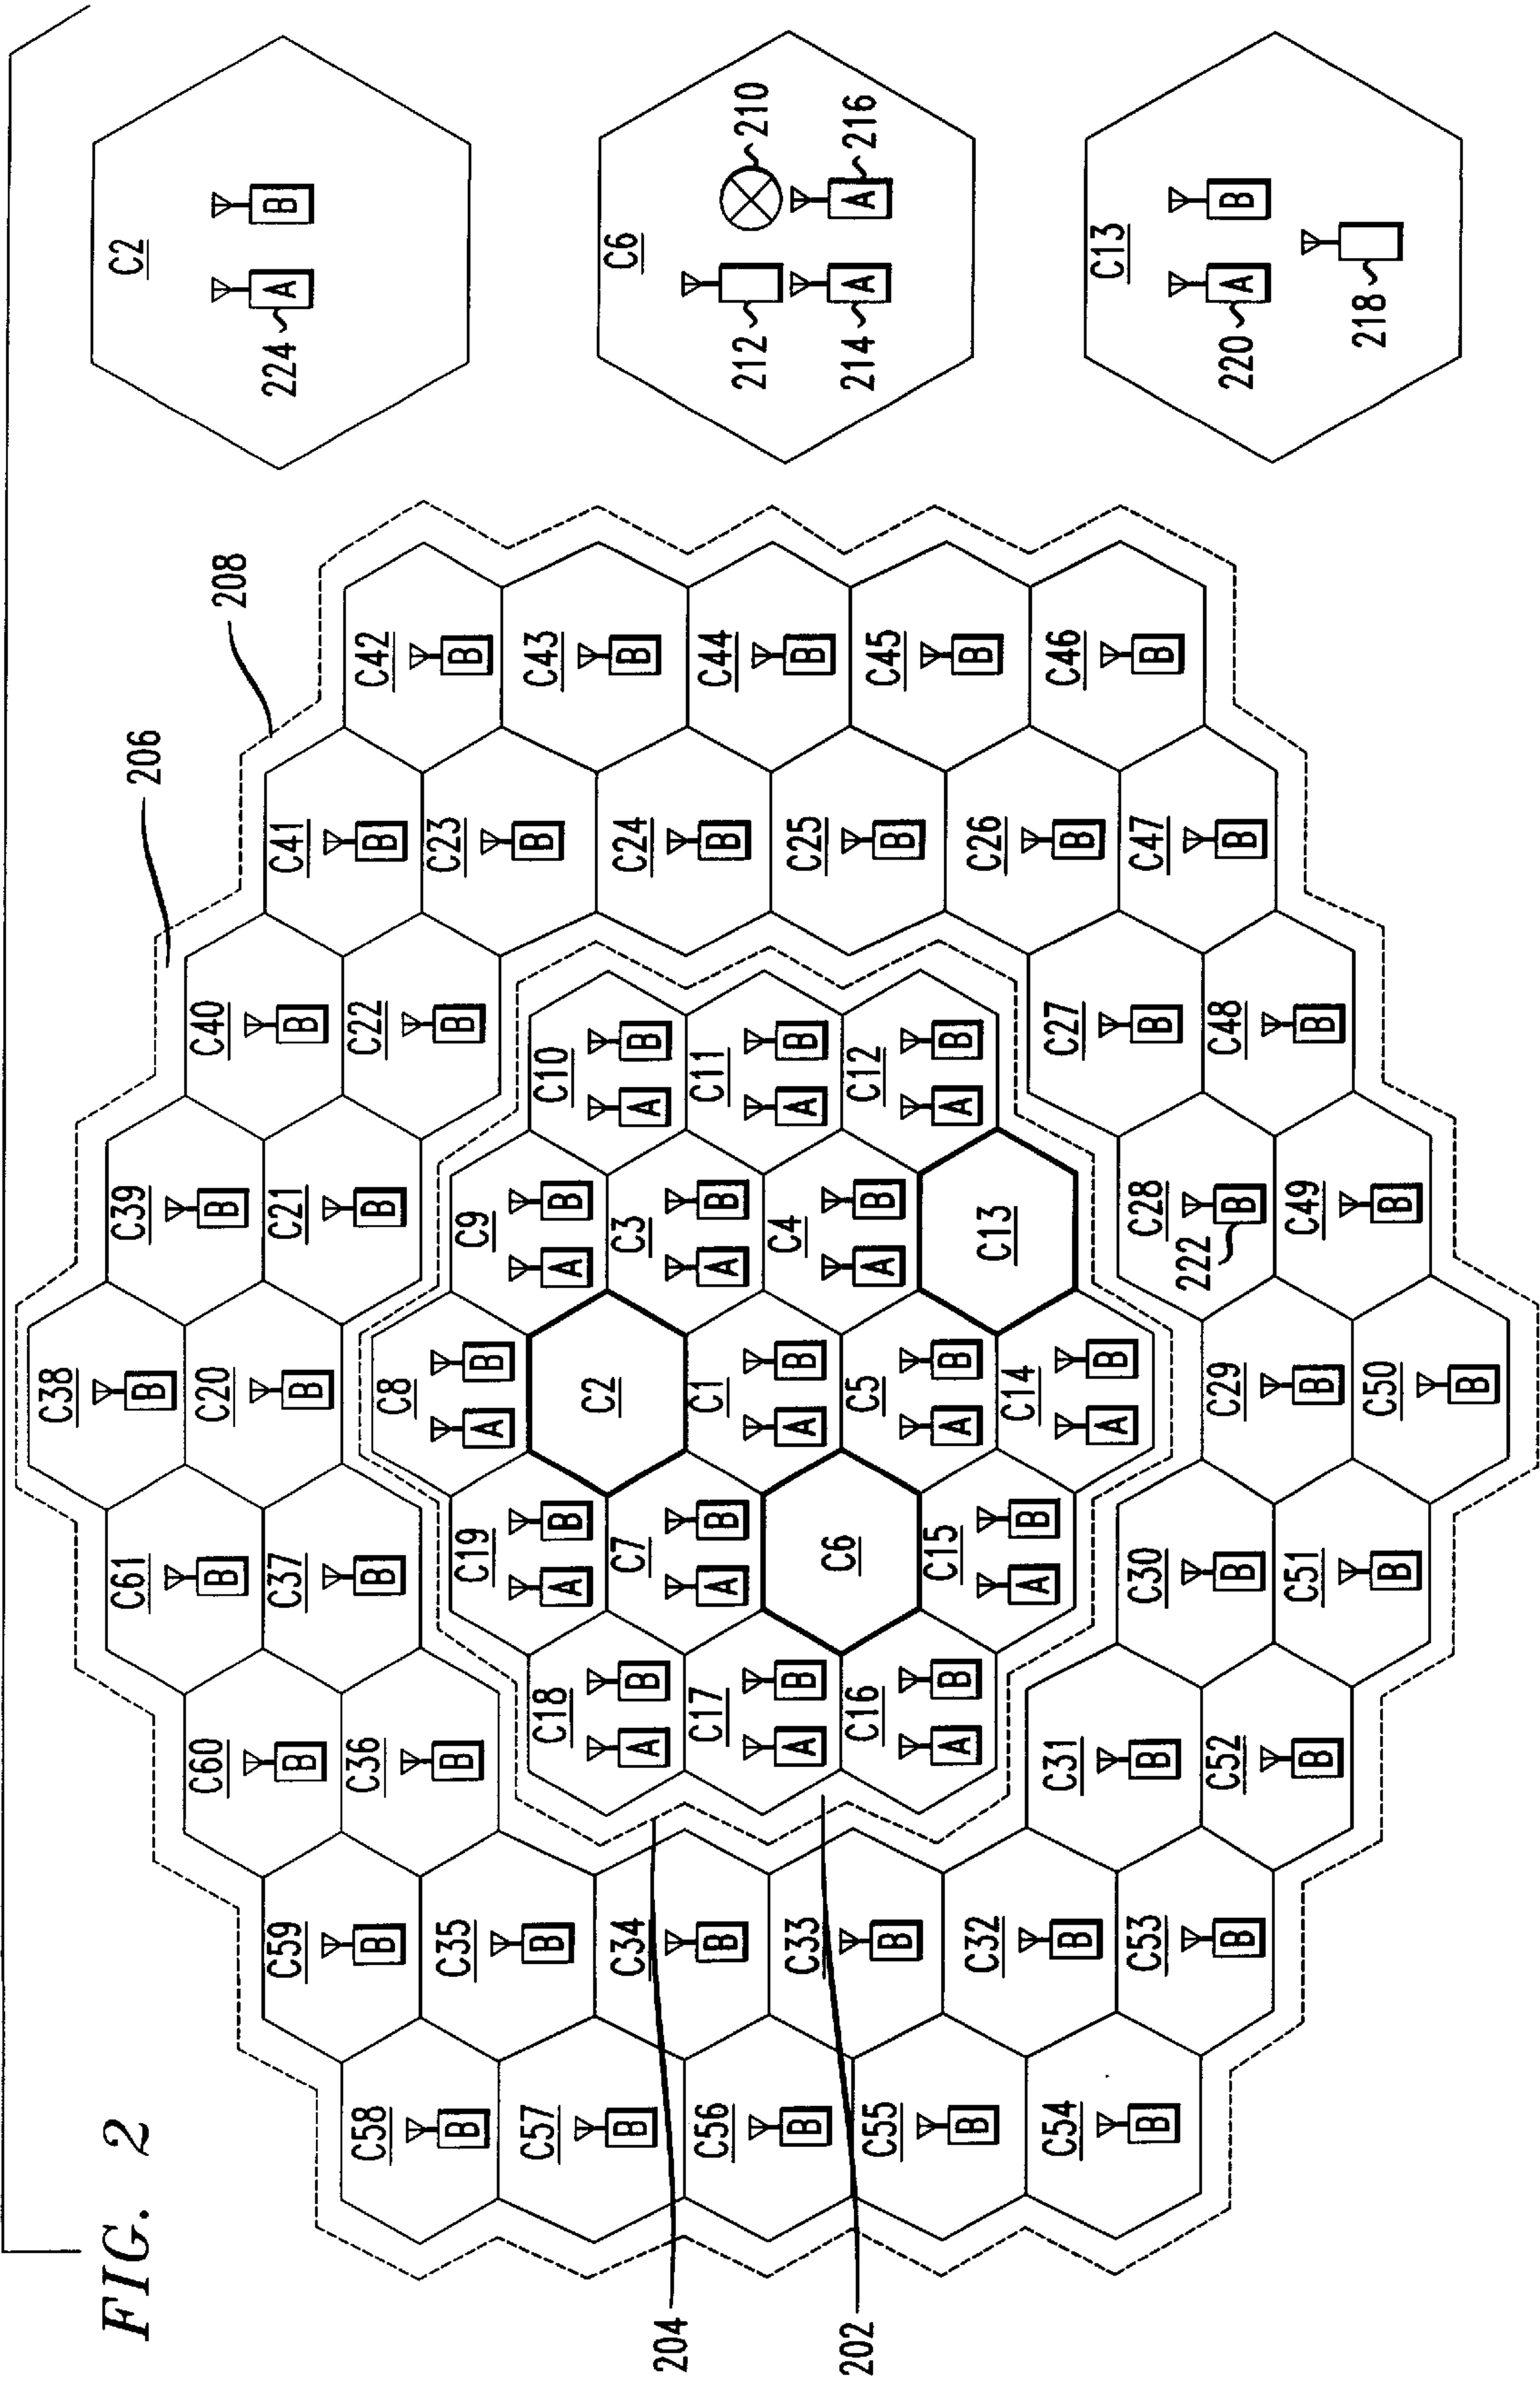 FIG. 2
206
208
C38
B
C61
B
C39
B
C60
B
C20
B
C40
B
C59
B
C37
B
C21
B
C41
B
C58
B
C36
B
C8
A B
C22
B
C42
B
C35
B
C19
A B
C9
A B
C23
B
C57
B
C18
A B
C2
C10
A B
C43
B
C34
B
C7
A B
C3
A B
C24
B
204
C56
B
C17
A B
C1
A B
C11
A B
C44
B
C33
B
C6
C4
A B
C25
B
202
C55
B
C16
A B
C5
A B
C12
A B
C45
B
C32
B
C15
A B
C13
C26
B
C54
B
C31
B
C14
A B
C27
B
C46
B
C53
B
C30
B
C28
222
B
C47
B
C52
B
C29
B
C48
B
C51
B
C49
B
C50
B
C2
A B
224
C6
212
210
214
A
A
216
C13
220
A B
218